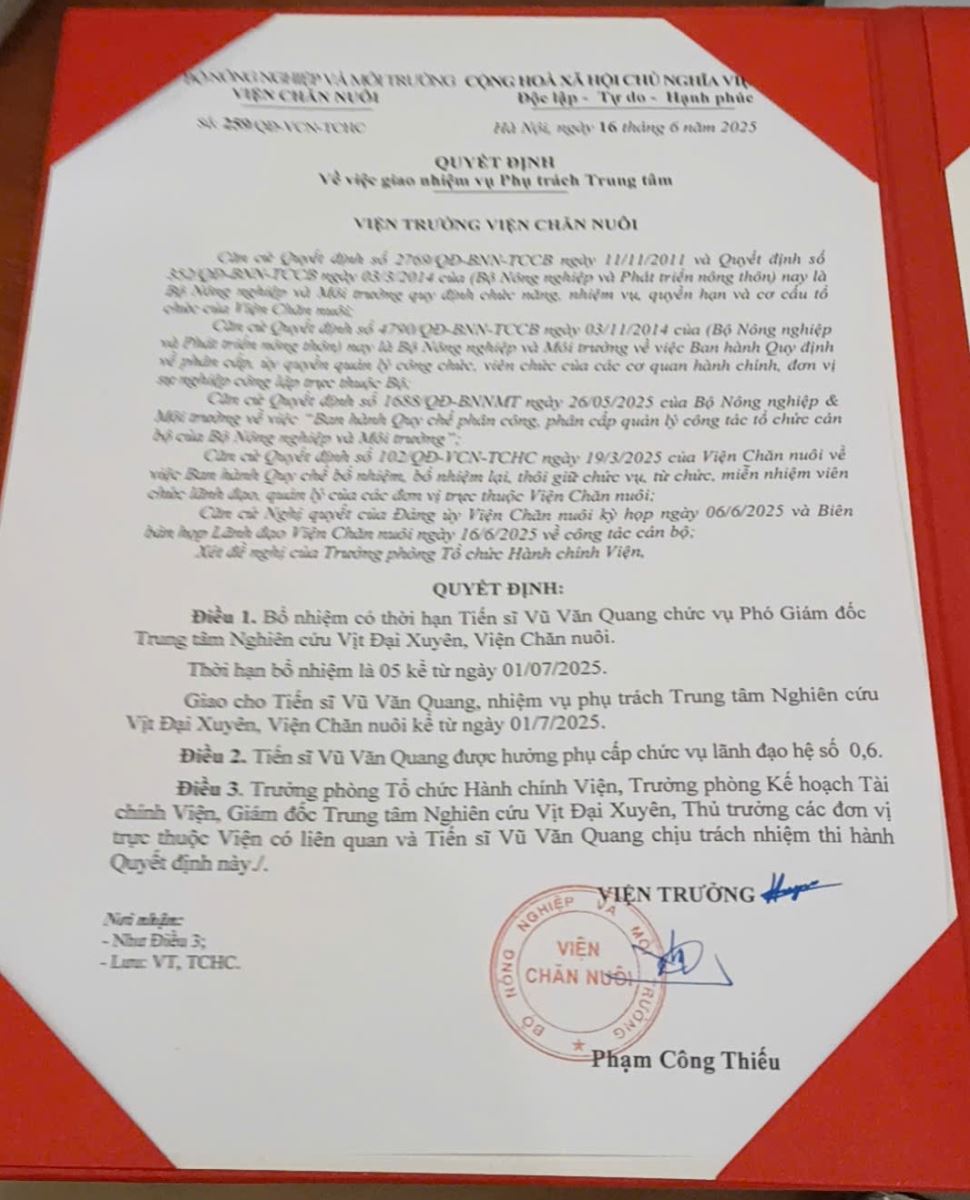 BỘ NÔNG NGHIỆP VÀ MÔI TRƯỜNG CỘNG HOÀ XÃ HỘI CHỦ NGHĨA
VIỆN CHĂN NUÔI Độc lập - Tự do - Hạnh phúc
Số: 259/QĐ-VCN-TCHC Hà Nội, ngày 16 tháng 6 năm 2025
QUYẾT ĐỊNH
Về việc giao nhiệm vụ Phụ trách Trung tâm
VIỆN TRƯỞNG VIỆN CHĂN NUÔI
Căn cứ Quyết định số 2769/QĐ-BNN-TCCB ngày 11/11/2011 và Quyết định số
352/QĐ-BNN-TCCB ngày 03/3/2014 của (Bộ Nông nghiệp và Phát triển nông thôn) nay là
Bộ Nông nghiệp và Môi trường quy định chức năng, nhiệm vụ, quyền hạn và cơ cấu tổ
chức của Viện Chăn nuôi;
Căn cứ Quyết định số 4790/QĐ-BNN-TCCB ngày 03/11/2014 của (Bộ Nông nghiệp
và Phát triển nông thôn) nay là Bộ Nông nghiệp và Môi trường về việc Ban hành Quy định
về phân cấp, ủy quyền quản lý công chức, viên chức của các cơ quan hành chính, đơn vị
sự nghiệp công lập trực thuộc Bộ;
Căn cứ Quyết định số 1688/QĐ-BNNMT ngày 26/05/2025 của Bộ Nông nghiệp &
Môi trường về việc "Ban hành Quy chế phân công, phân cấp quản lý công tác tổ chức cán
bộ của Bộ Nông nghiệp và Môi trường";
Căn cứ Quyết định số 102/QĐ-VCN-TCHC ngày 19/3/2025 của Viện Chăn nuôi về
việc Ban hành Quy chế bổ nhiệm, bổ nhiệm lại, thôi giữ chức vụ, từ chức, miễn nhiệm viên
chức lãnh đạo, quản lý của các đơn vị trực thuộc Viện Chăn nuôi;
Căn cứ Nghị quyết của Đảng ủy Viện Chăn nuôi kỳ họp ngày 06/6/2025 và Biên
bản họp Lãnh đạo Viện Chăn nuôi ngày 16/6/2025 về công tác cán bộ;
Xét đề nghị của Trưởng phòng Tổ chức Hành chính Viện,
QUYẾT ĐỊNH:
Điều 1. Bổ nhiệm có thời hạn Tiến sĩ Vũ Văn Quang chức vụ Phó Giám đốc
Trung tâm Nghiên cứu Vịt Đại Xuyên, Viện Chăn nuôi.
Thời hạn bổ nhiệm là 05 kể từ ngày 01/07/2025.
Giao cho Tiến sĩ Vũ Văn Quang, nhiệm vụ phụ trách Trung tâm Nghiên cứu
Vịt Đại Xuyên, Viện Chăn nuôi kể từ ngày 01/7/2025.
Điều 2. Tiến sĩ Vũ Văn Quang được hưởng phụ cấp chức vụ lãnh đạo hệ số 0,6.
Điều 3. Trưởng phòng Tổ chức Hành chính Viện, Trưởng phòng Kế hoạch Tài
chính Viện, Giám đốc Trung tâm Nghiên cứu Vịt Đại Xuyên, Thủ trưởng các đơn vị
trực thuộc Viện có liên quan và Tiến sĩ Vũ Văn Quang chịu trách nhiệm thi hành
Quyết định này./.
VIỆN TRƯỞNG
Nơi nhận:
- Như Điều 3;
- Lưu: VT, TCHC.
BỘ NÔNG NGHIỆP VÀ MÔI TRƯỜNG
VIỆN
CHĂN NUÔI
Phạm Công Thiếu